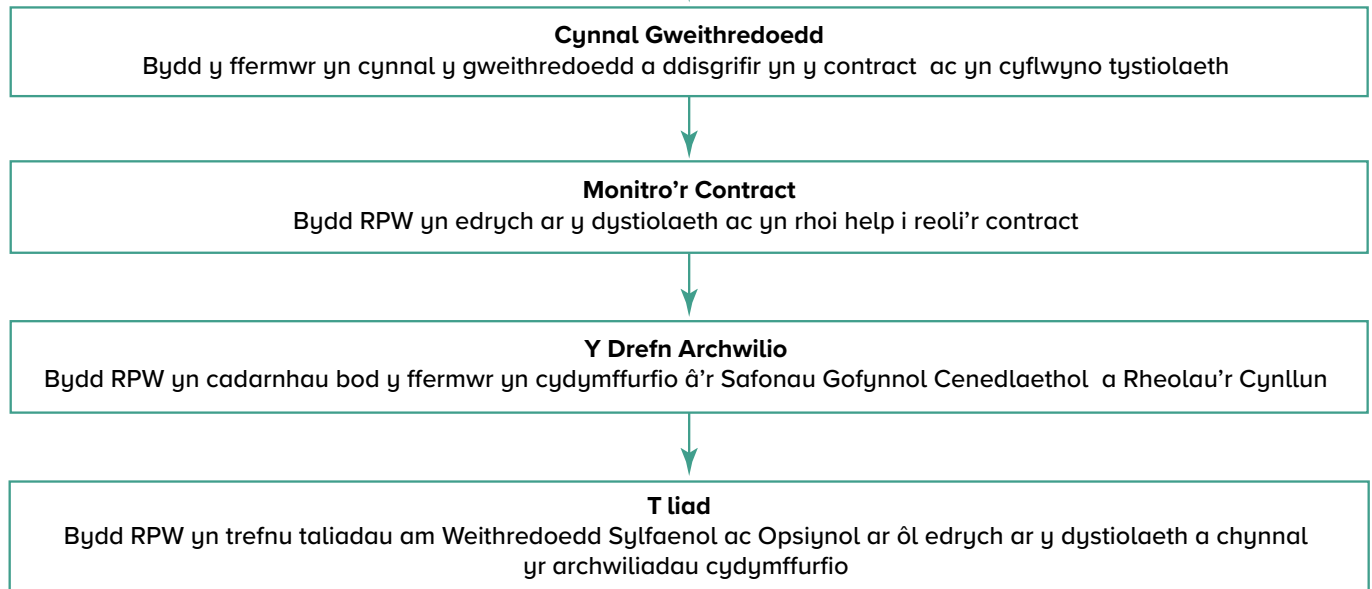 Cynnal Gweithredoedd
Bydd y ffermwr yn cynnal y gweithredoedd a ddisgrifir yn y contract ac yn cyflwyno tystiolaeth
Monitro’r Contract
Bydd RPW yn edrych ar y dystiolaeth ac yn rhoi help i reoli’r contract
Y Drefn Archwilio
Bydd RPW yn cadarnhau bod y ffermwr yn cydymffurfio â’r Safonau Gofynnol Cenedlaethol a Rheolau’r Cynllun
T liad
Bydd RPW yn trefnu taliadau am Weithredoedd Sylfaenol ac Opsiynol ar ôl edrych ar y dystiolaeth a chynnal
yr archwiliadau cydymffurfio